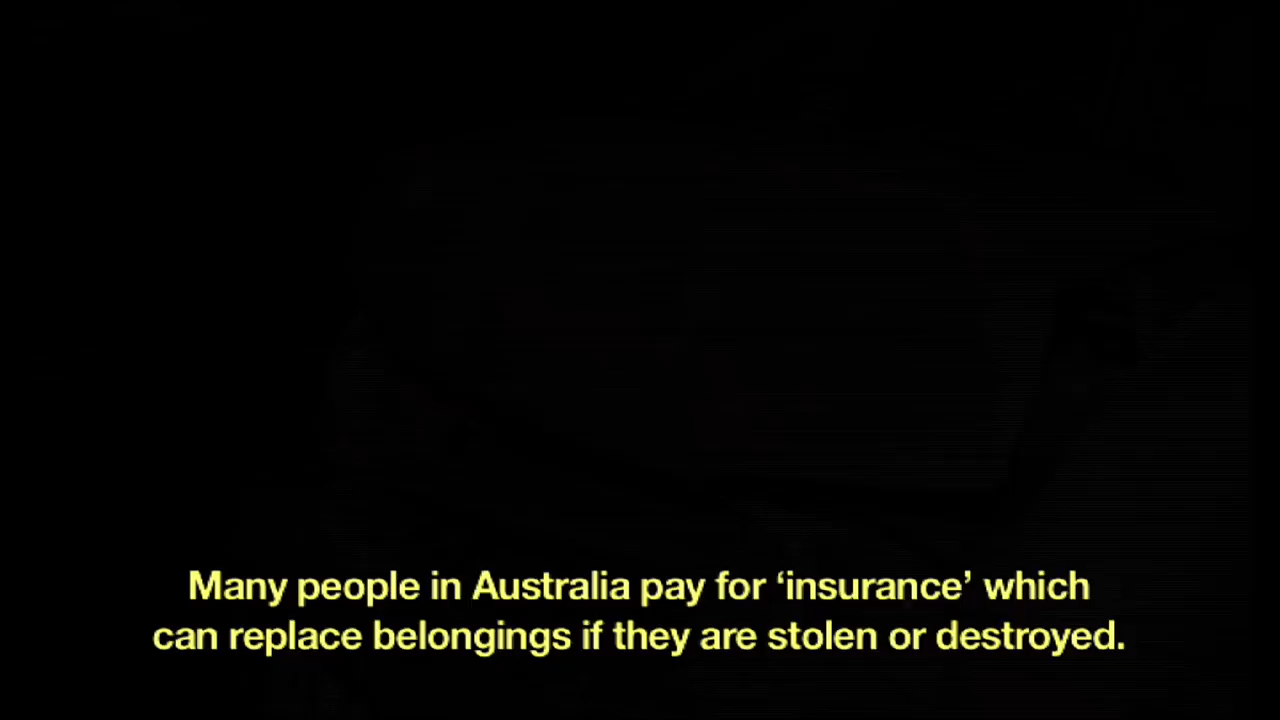 Many people in Australia pay for ‘insurance’ which
can replace belongings if they are stolen or destroyed.